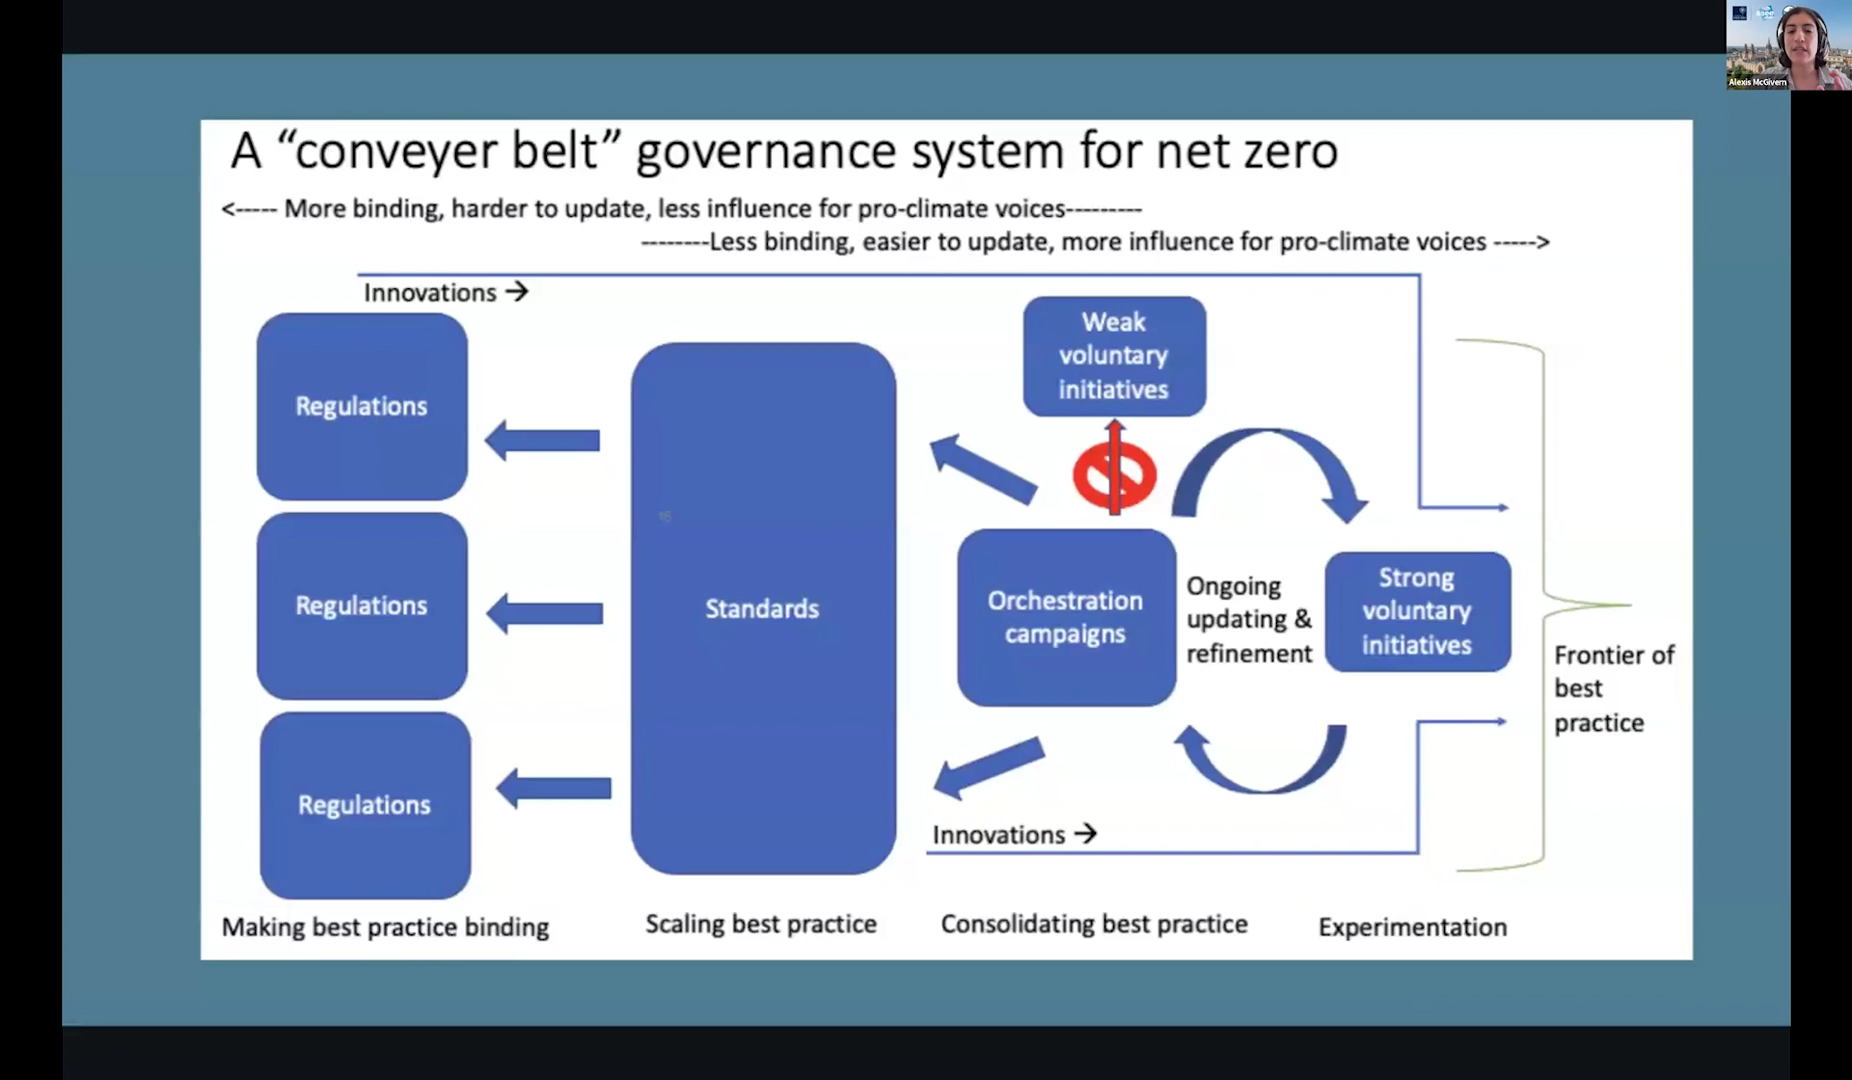 Alexis McGivern
A “conveyer belt” governance system for net zero
<----- More binding, harder to update, less influence for pro-climate voices---------
--------Less binding, easier to update, more influence for pro-climate voices ----->
Innovations →
Weak
voluntary
initiatives
Regulations
Regulations
Regulations
Standards
Orchestration
campaigns
Ongoing
updating &
refinement
Strong
voluntary
initiatives
Frontier of
best
practice
Innovations →
Making best practice binding
Scaling best practice
Consolidating best practice
Experimentation